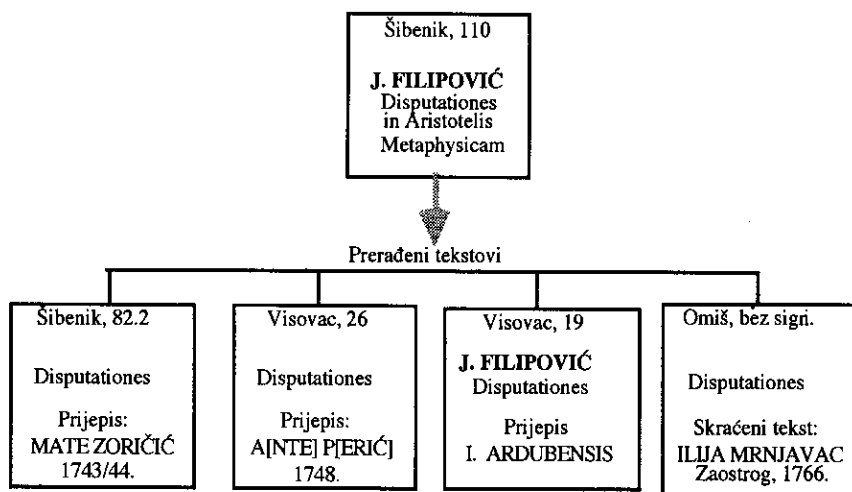 Šibenik, 110
J. FILIPOVIĆ
Disputationes
in Aristotelis
Metaphysicam
Prerađeni tekstovi
Šibenik, 82.2
Disputationes
Prijepis:
MATE ZORIČIĆ
1743/44.
Visovac, 26
Disputationes
Prijepis:
A[NTE] P[ERIĆ]
1748.
Visovac, 19
J. FILIPOVIĆ
Disputationes
Prijepis
I. ARDUBENSIS
Omiš, bez sign.
Disputationes
Skraćeni tekst:
ILIJA MRNJAVAC
Zaostrog, 1766.